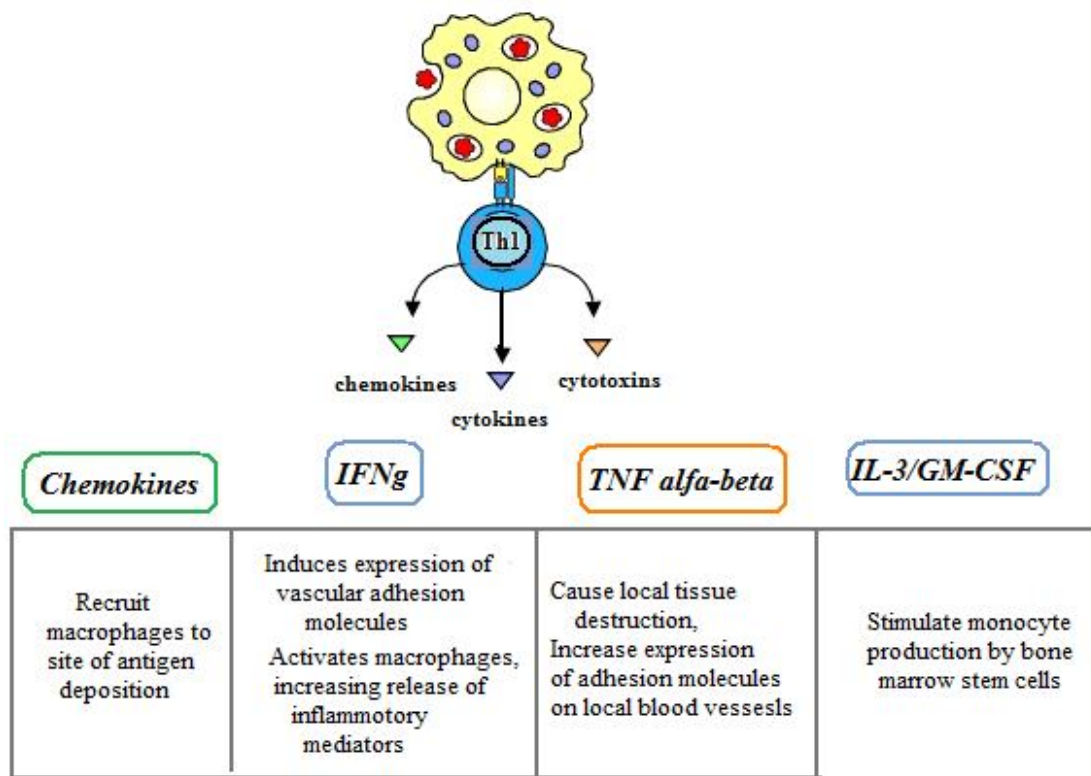 Th1
chemokines
cytokines
cytotoxins
Chemokines
IFNg
TNF alfa-beta
IL-3/GM-CSF
Recruit
macrophages to
site of antigen
deposition
Induces expression of
vascular adhesion
molecules
Activates macrophages,
increasing release of
inflammotory
mediators
Cause local tissue
destruction,
Increase expression
of adhesion molecules
on local blood vessesls
Stimulate monocyte
production by bone
marrow stem cells